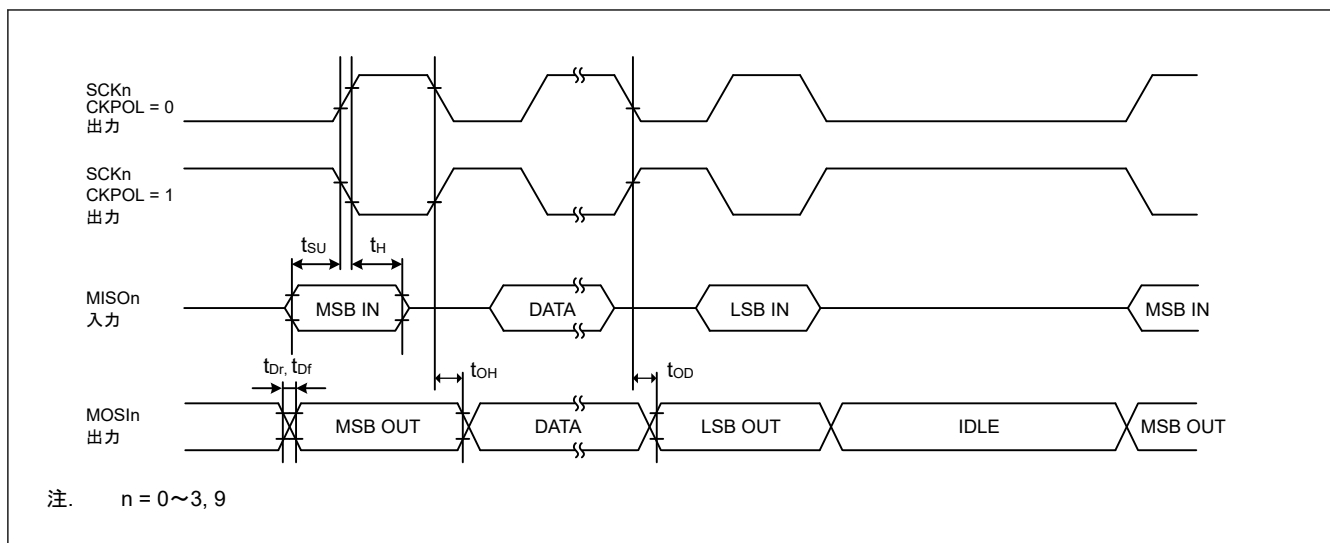 SCKn
CKPOL = 0
出力
SCKn
CKPOL = 1
出力
tSU
tH
MISOn
入力
MSB IN
DATA
LSB IN
MSB IN
tDr, tDf
tOH
tOD
MOSIn
出力
MSB OUT
DATA
LSB OUT
IDLE
MSB OUT
注. n = 0～3, 9